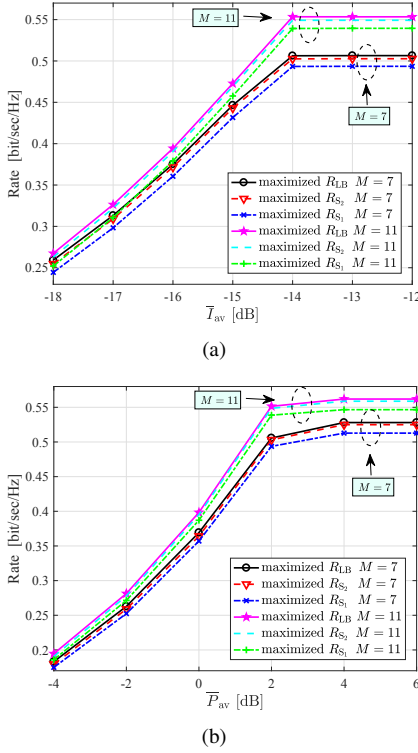 0.55
0.5
0.45
0.4
0.35
0.3
0.25
Rate [bit/sec/Hz]
M = 11
M = 7
maximized R_LB M = 7
maximized R_S2 M = 7
maximized R_S1 M = 7
maximized R_LB M = 11
maximized R_S2 M = 11
maximized R_S1 M = 11
-18 -17 -16 -15 -14 -13 -12
I̅_av [dB]
(a)
0.55
0.5
0.45
0.4
0.35
0.3
0.25
0.2
Rate [bit/sec/Hz]
M = 11
M = 7
maximized R_LB M = 7
maximized R_S2 M = 7
maximized R_S1 M = 7
maximized R_LB M = 11
maximized R_S2 M = 11
maximized R_S1 M = 11
-4 -2 0 2 4 6
P̅_av [dB]
(b)